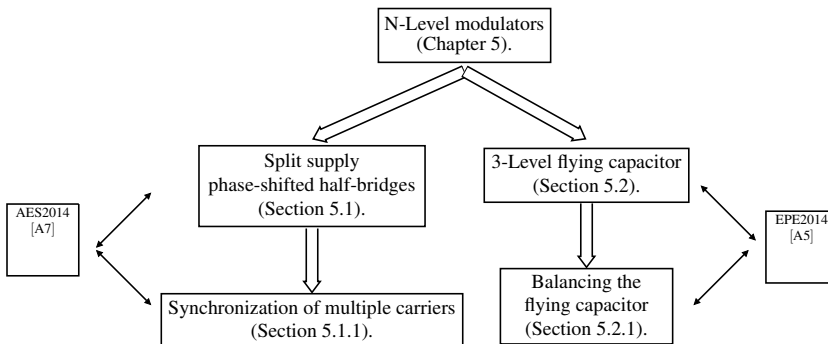 N-Level modulators
(Chapter 5).
Split supply
phase-shifted half-bridges
(Section 5.1).
3-Level flying capacitor
(Section 5.2).
AES2014
[A7]
EPE2014
[A5]
Synchronization of multiple carriers
(Section 5.1.1).
Balancing the
flying capacitor
(Section 5.2.1).